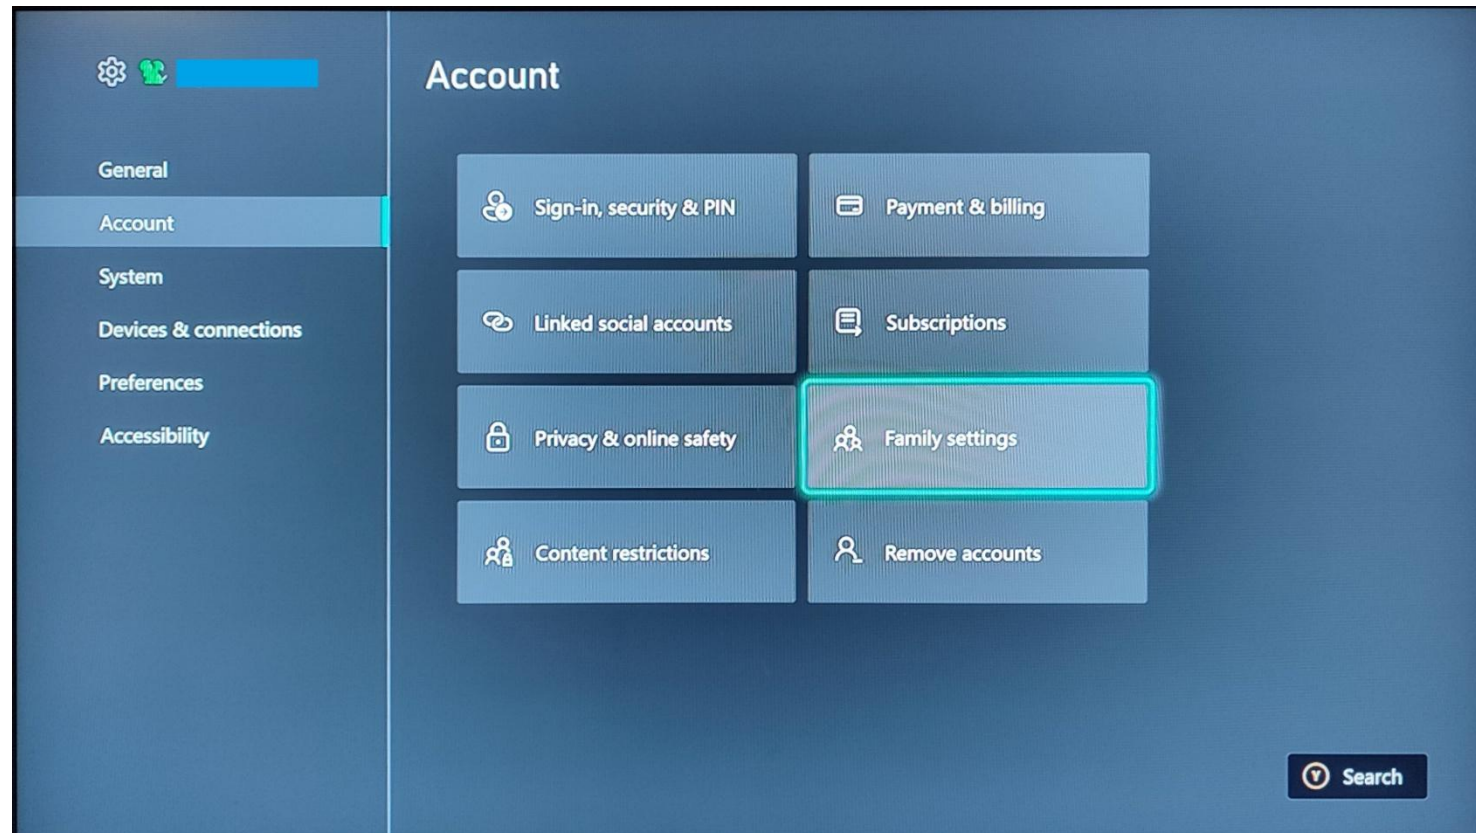 Account
General
Account
System
Devices & connections
Preferences
Accessibility
Sign-in, security & PIN
Payment & billing
Linked social accounts
Subscriptions
Privacy & online safety
Family settings
Content restrictions
Remove accounts
Y Search